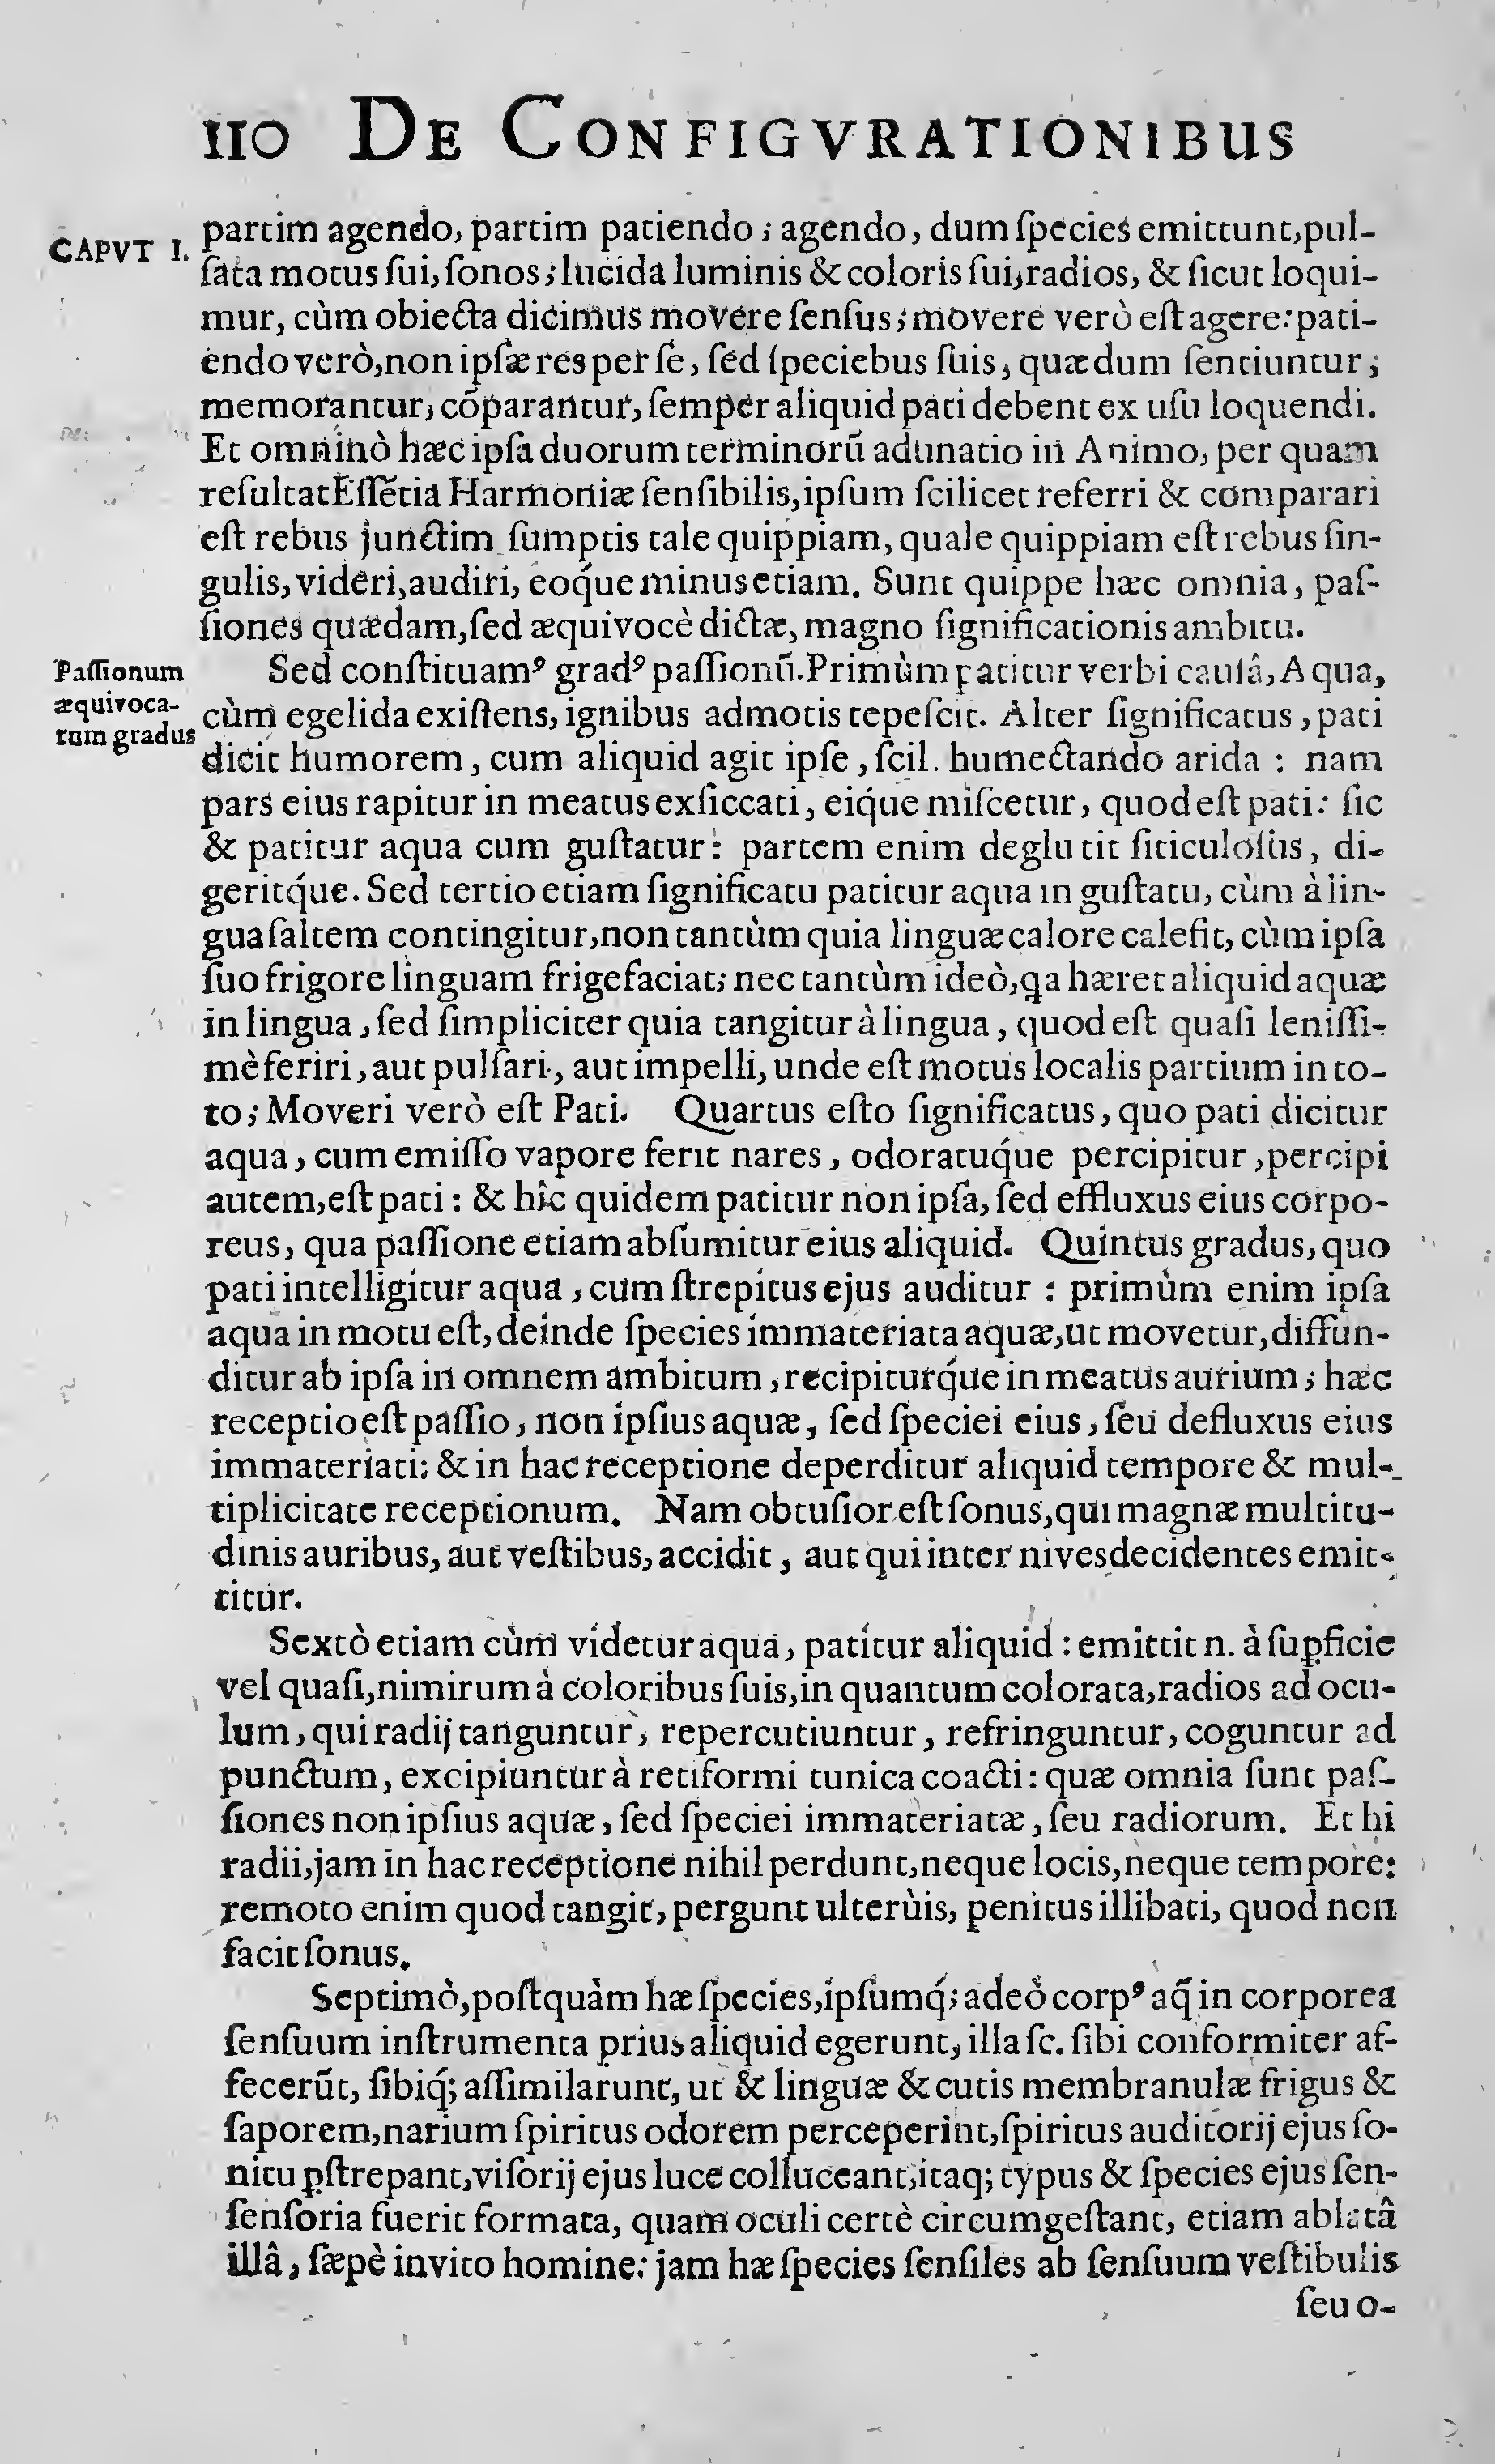 110 DE CONFIGVRATIONIBUS
CAPVT I.
partim agendo, partim patiendo; agendo, dum ſpecies emittunt, pul-
ſata motus ſui, ſonos; lucida luminis & coloris ſui, radios, & ſicut loqui-
mur, cùm obiecta dicimus movere ſenſus; movere verò eſt agere: pati-
endo verò, non ipſæ res per ſe, ſed ſpeciebus ſuis, quæ dum ſentiuntur;
memorantur, cōparantur, ſemper aliquid pati debent ex uſu loquendi.
Et omninò hæc ipſa duorum terminorū adunatio in Animo, per quam
reſultat Eſſētia Harmoniæ ſenſibilis, ipſum ſcilicet referri & comparari
eſt rebus junctim ſumptis tale quippiam, quale quippiam eſt rebus ſin-
gulis, videri, audiri, eoq́ue minus etiam. Sunt quippe hæc omnia, paſ-
ſiones quædam, ſed æquivocè dictæ, magno ſignificationis ambitu.
Paſſionum
æquivoca-
rum gradus
Sed conſtituamꝰ gradꝰ paſſionū. Primùm patitur verbi cauſâ, Aqua,
cùm egelida exiſtens, ignibus admotis tepeſcit. Alter ſignificatus, pati
dicit humorem, cum aliquid agit ipſe, ſcil. humectando arida : nam
pars eius rapitur in meatus exſiccati, eiq́ue miſcetur, quod eſt pati: ſic
& patitur aqua cum guſtatur: partem enim deglutit ſiticuloſus, di-
geritq́ue. Sed tertio etiam ſignificatu patitur aqua in guſtatu, cùm à lin-
gua ſaltem contingitur, non tantùm quia linguæ calore calefit, cùm ipſa
ſuo frigore linguam frigefaciat; nec tantùm ideò, qa hæret aliquid aquæ
in lingua, ſed ſimpliciter quia tangitur à lingua, quod eſt quaſi leniſſi-
mè feriri, aut pulſari, aut impelli, unde eſt motus localis partium in to-
to; Moveri verò eſt Pati. Quartus eſto ſignificatus, quo pati dicitur
aqua, cum emiſſo vapore ferit nares, odoratuq́ue percipitur, percipi
autem, eſt pati: & hîc quidem patitur non ipſa, ſed effluxus eius corpo-
reus, qua paſſione etiam abſumitur eius aliquid. Quintus gradus, quo
pati intelligitur aqua, cum ſtrepitus ejus auditur : primùm enim ipſa
aqua in motu eſt, deinde ſpecies immateriata aquæ, ut movetur, diffun-
ditur ab ipſa in omnem ambitum, recipiturq́ue in meatus aurium; hæc
receptio eſt paſſio, non ipſius aquæ, ſed ſpeciei eius, ſeu defluxus eius
immateriati: & in hac receptione deperditur aliquid tempore & mul-
tiplicitate receptionum. Nam obtuſior eſt ſonus, qui magnæ multitu-
dinis auribus, aut veſtibus, accidit, aut qui inter nives decidentes emit-
titur.
Sextò etiam cùm videtur aqua, patitur aliquid : emittit n. à ſuꝑficie
vel quaſi, nimirum à coloribus ſuis, in quantum colorata, radios ad ocu-
lum, qui radij tanguntur, repercutiuntur, refringuntur, coguntur ad
punctum, excipiuntur à retiformi tunica coacti: quæ omnia ſunt paſ-
ſiones non ipſius aquæ, ſed ſpeciei immateriatæ, ſeu radiorum. Et hi
radii, jam in hac receptione nihil perdunt, neque locis, neque tempore:
remoto enim quod tangit, pergunt ulterùis, penitus illibati, quod non
facit ſonus.
Septimò, poſtquàm hæ ſpecies, ipſumq́; adeò corpꝰ aq̃ in corporea
ſenſuum inſtrumenta prius aliquid egerunt, illa ſc. ſibi conformiter af-
fecerūt, ſibiq́; aſſimilarunt, ut & linguæ & cutis membranulæ frigus &
ſaporem, narium ſpiritus odorem perceperint, ſpiritus auditorij ejus ſo-
nitu ꝑſtrepant, viſorij ejus luce colluceant, itaq; typus & ſpecies ejus ſen-
ſenſoria fuerit formata, quam oculi certè circumgeſtant, etiam ablatâ
illâ, ſæpè invito homine: jam hæ ſpecies ſenſiles ab ſenſuum veſtibulis
ſeu o-